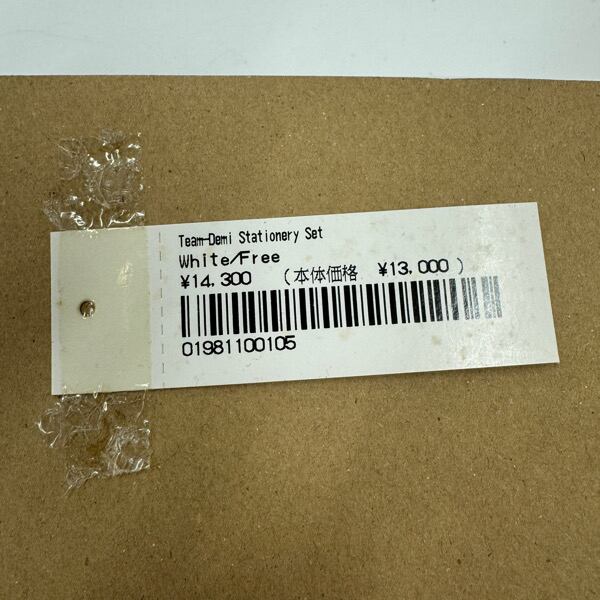 Team-Demi Stationery Set
White/Free
¥14,300 (本体価格 ¥13,000)
01981100105